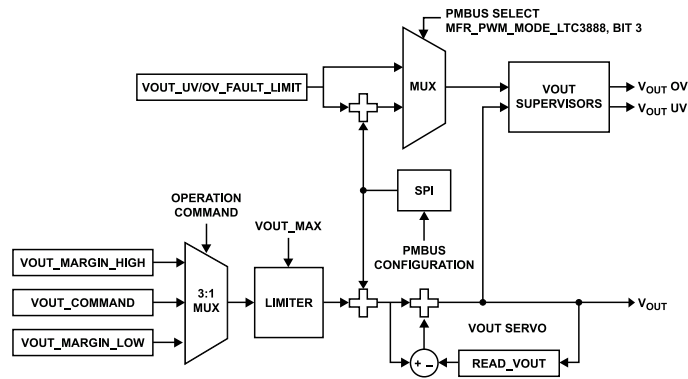 PMBUS SELECT
MFR_PWM_MODE_LTC3888, BIT 3
VOUT_UV/OV_FAULT_LIMIT
MUX
VOUT
SUPERVISORS
VOUT OV
VOUT UV
SPI
OPERATION
COMMAND
VOUT_MAX
PMBUS
CONFIGURATION
VOUT_MARGIN_HIGH
VOUT_COMMAND
VOUT_MARGIN_LOW
3:1
MUX
LIMITER
VOUT
VOUT SERVO
+ −
READ_VOUT